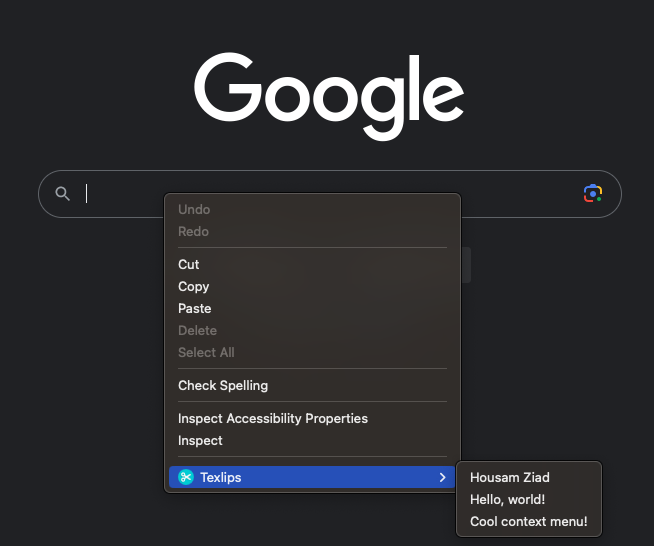 Google
Undo
Redo
Cut
Copy
Paste
Delete
Select All
Check Spelling
Inspect Accessibility Properties
Inspect
Texlips
Housam Ziad
Hello, world!
Cool context menu!